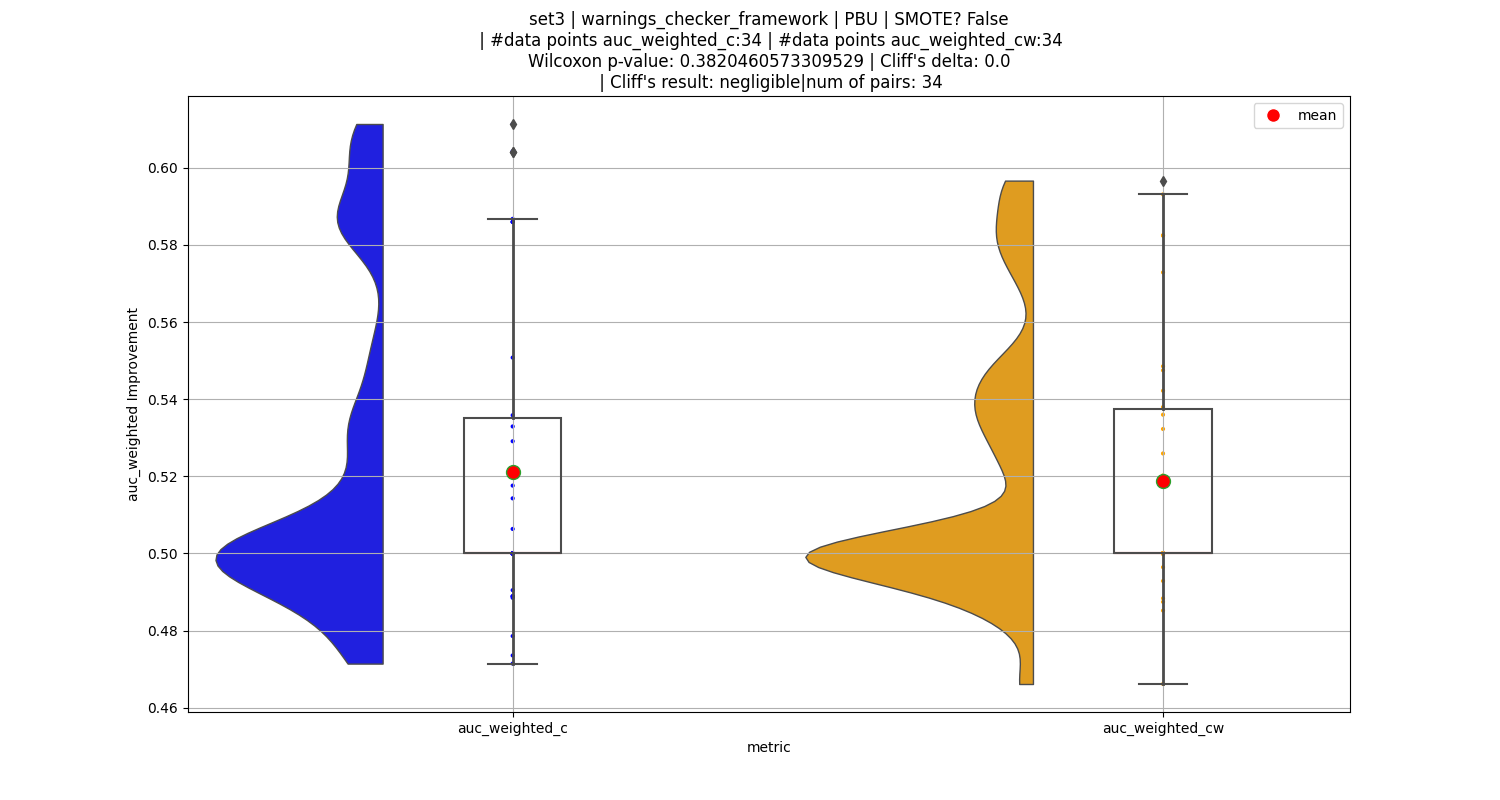 set3 | warnings_checker_framework | PBU | SMOTE? False
| #data points auc_weighted_c:34 | #data points auc_weighted_cw:34
Wilcoxon p-value: 0.3820460573309529 | Cliff's delta: 0.0
| Cliff's result: negligible|num of pairs: 34
mean
0.60
0.58
0.56
0.54
0.52
0.50
0.48
0.46
auc_weighted Improvement
auc_weighted_c
auc_weighted_cw
metric